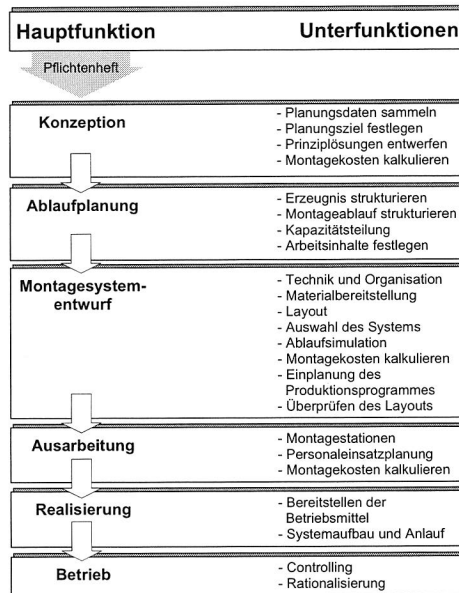 Hauptfunktion Unterfunktionen
Pflichtenheft
Konzeption
- Planungsdaten sammeln
- Planungsziel festlegen
- Prinziplösungen entwerfen
- Montagekosten kalkulieren
Ablaufplanung
- Erzeugnis strukturieren
- Montageablauf strukturieren
- Kapazitätsteilung
- Arbeitsinhalte festlegen
Montagesystem-
entwurf
- Technik und Organisation
- Materialbereitstellung
- Layout
- Auswahl des Systems
- Ablaufsimulation
- Montagekosten kalkulieren
- Einplanung des
Produktionsprogrammes
- Überprüfen des Layouts
Ausarbeitung
- Montagestationen
- Personaleinsatzplanung
- Montagekosten kalkulieren
Realisierung
- Bereitstellen der
Betriebsmittel
- Systemaufbau und Anlauf
Betrieb
- Controlling
- Rationalisierung